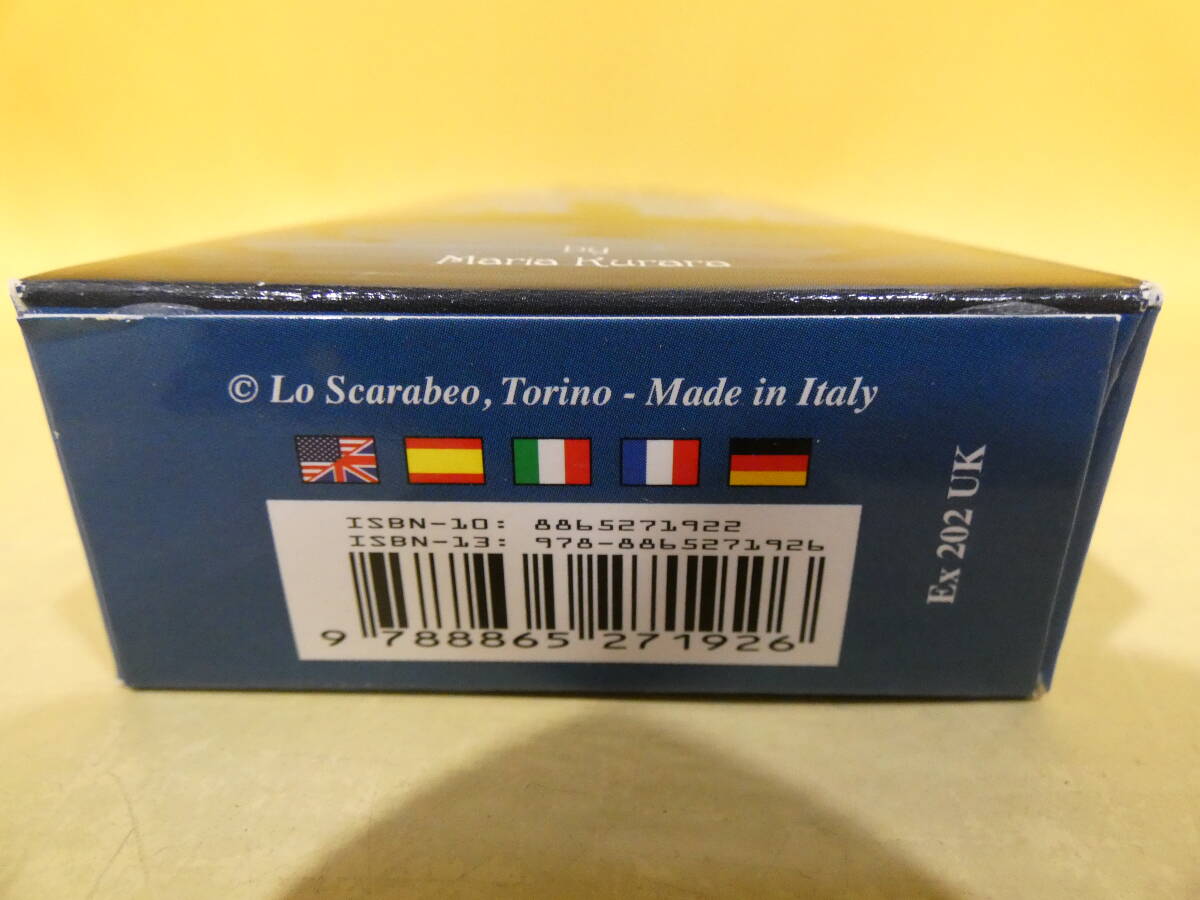 by
Maria Kurara
© Lo Scarabeo, Torino - Made in Italy
ISBN-10: 8865271922
ISBN-13: 978-8865271926
9 788865 271926
Ex 202 UK